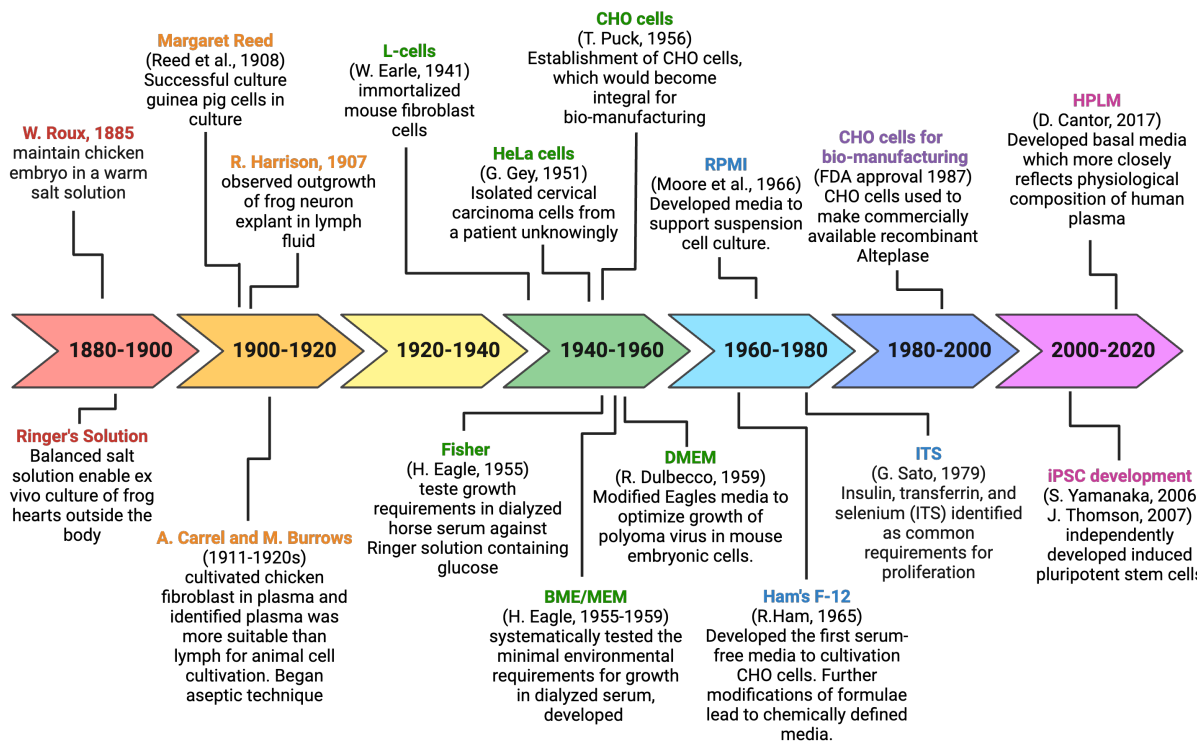 W. Roux, 1885
maintain chicken
embryo in a warm
salt solution
Margaret Reed
(Reed et al., 1908)
Successful culture
guinea pig cells in
culture
R. Harrison, 1907
observed outgrowth
of frog neuron
explant in lymph
fluid
L-cells
(W. Earle, 1941)
immortalized
mouse fibroblast
cells
HeLa cells
(G. Gey, 1951)
Isolated cervical
carcinoma cells from
a patient unknowingly
CHO cells
(T. Puck, 1956)
Establishment of CHO cells,
which would become
integral for
bio-manufacturing
RPMI
(Moore et al., 1966)
Developed media to
support suspension
cell culture.
CHO cells for
bio-manufacturing
(FDA approval 1987)
CHO cells used to
make commercially
available recombinant
Alteplase
HPLM
(D. Cantor, 2017)
Developed basal media
which more closely
reflects physiological
composition of human
plasma
1880-1900
1900-1920
1920-1940
1940-1960
1960-1980
1980-2000
2000-2020
Ringer's Solution
Balanced salt
solution enable ex
vivo culture of frog
hearts outside the
body
A. Carrel and M. Burrows
(1911-1920s)
cultivated chicken
fibroblast in plasma and
identified plasma was
more suitable than
lymph for animal cell
cultivation. Began
aseptic technique
Fisher
(H. Eagle, 1955)
teste growth
requirements in dialyzed
horse serum against
Ringer solution containing
glucose
BME/MEM
(H. Eagle, 1955-1959)
systematically tested the
minimal environmental
requirements for growth
in dialyzed serum,
developed
DMEM
(R. Dulbecco, 1959)
Modified Eagles media to
optimize growth of
polyoma virus in mouse
embryonic cells.
Ham's F-12
(R.Ham, 1965)
Developed the first serum-
free media to cultivation
CHO cells. Further
modifications of formulae
lead to chemically defined
media.
ITS
(G. Sato, 1979)
Insulin, transferrin, and
selenium (ITS) identified
as common
requirements for
proliferation
iPSC development
(S. Yamanaka, 2006
J. Thomson, 2007)
independently
developed induced
pluripotent stem cells